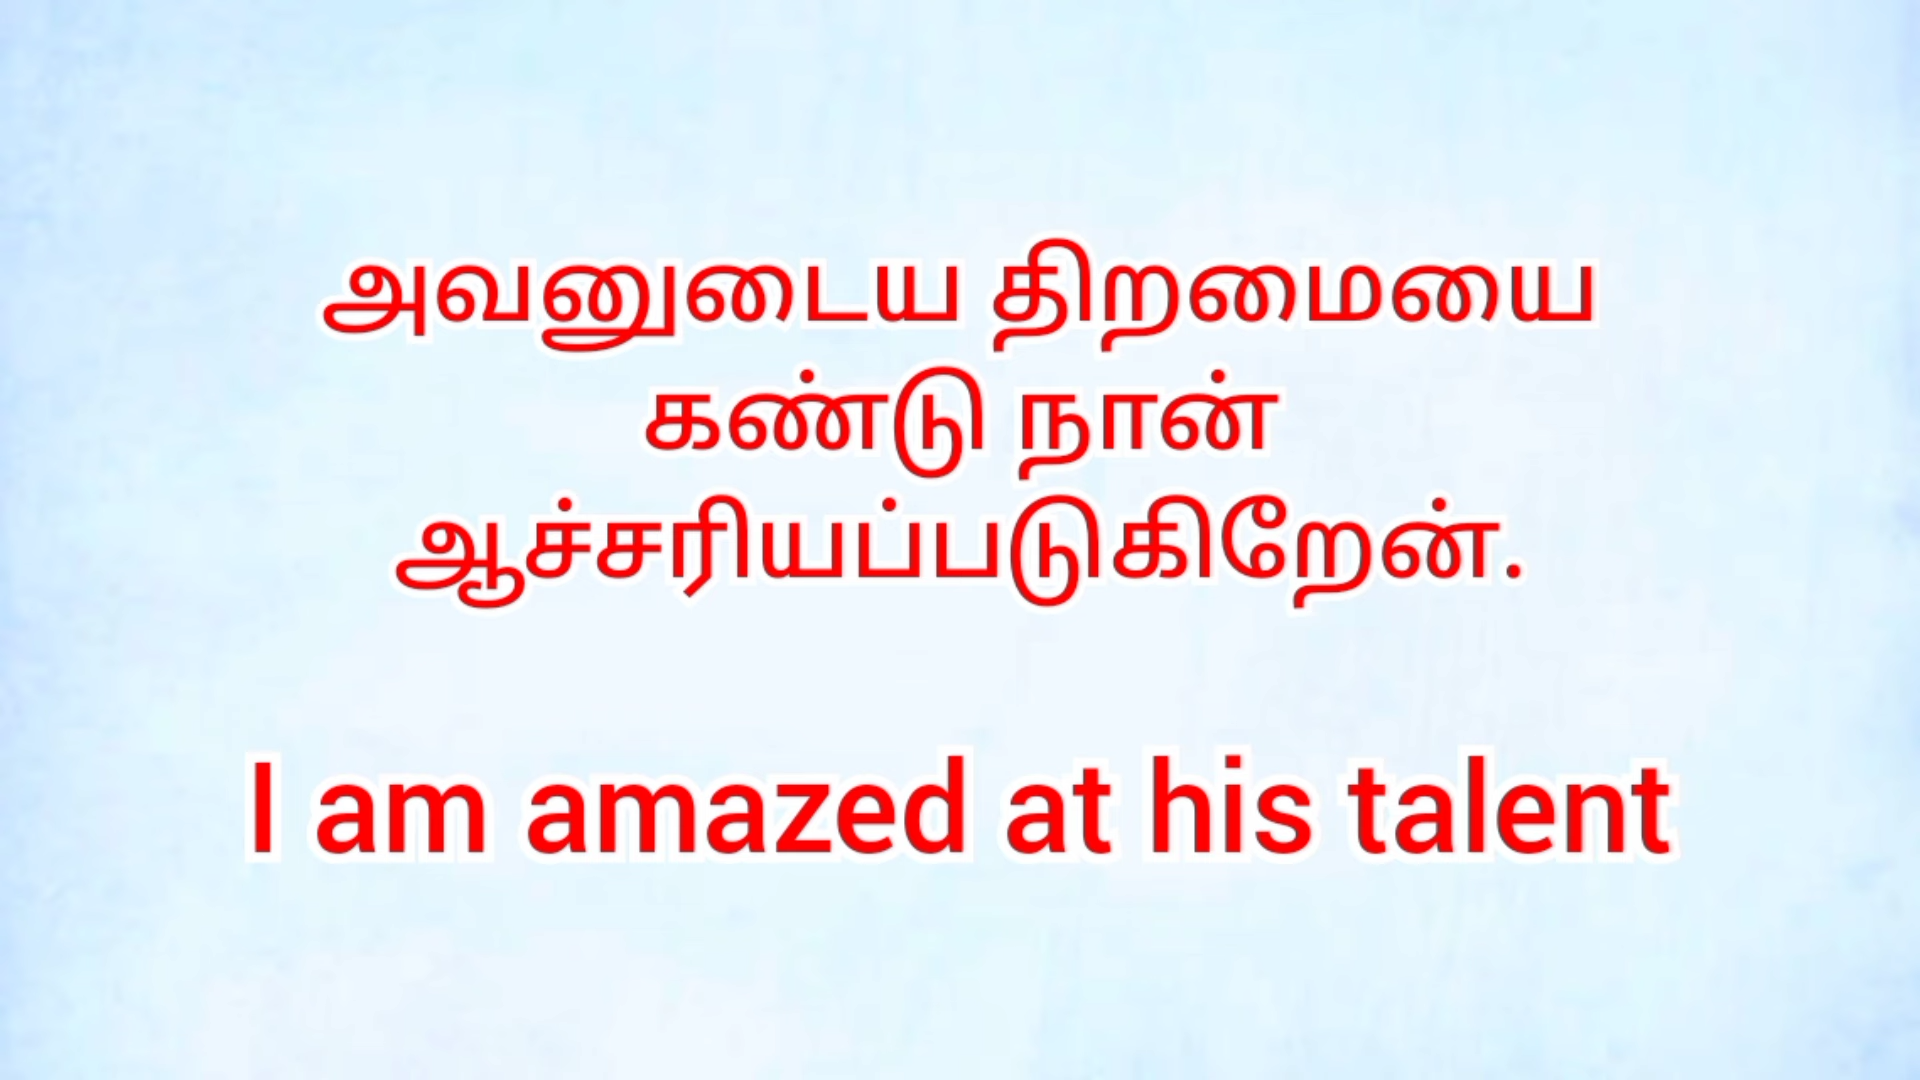 அவனுடைய திறமையை
கண்டு நான்
ஆச்சரியப்படுகிறேன்.
I am amazed at his talent